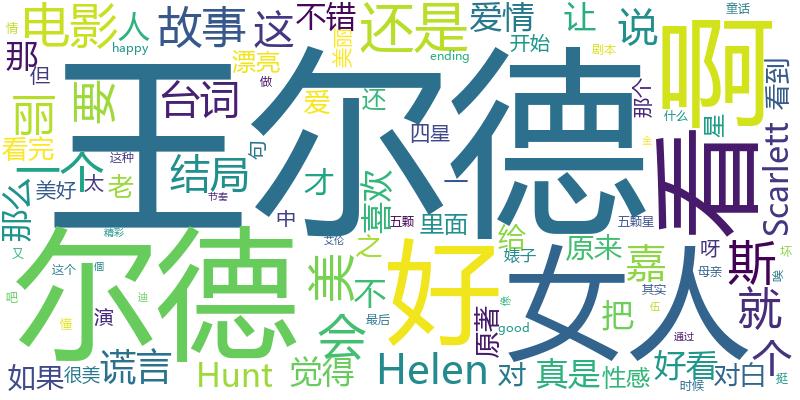 情
happy
童话
电影
人
故事
这
不错
还是
爱情
让
说
啊
那
但
漂亮
美丽
ending
开始
剧本
那个
看到
丽
要
台词
爱
还
做
四星
什么
星
看完
王尔德
看
Scarlett
那么
一个
这种
结局
句
才
喜欢
一
美好
太
老
节奏
中
五颗
里面
五颗星
全
又
精彩
尔德
美
艾伦
之
给
原来
呀
斯
这个
個
好
婊子
嘉
母亲
坏
唉
吧
懂
演
迪
会
不
最后
原著
good
女人
把
其实
伍
就
个
通过
如果
很美
谎言
Hunt
觉得
Helen
对
真是
性感
好看
时候
对白
挺